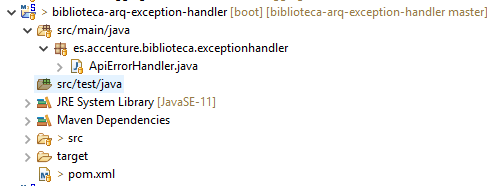 > biblioteca-arq-exception-handler [boot] [biblioteca-arq-exception-handler master]
src/main/java
es.accenture.biblioteca.exceptionhandler
> ApiErrorHandler.java
src/test/java
JRE System Library [JavaSE-11]
Maven Dependencies
> src
target
> pom.xml